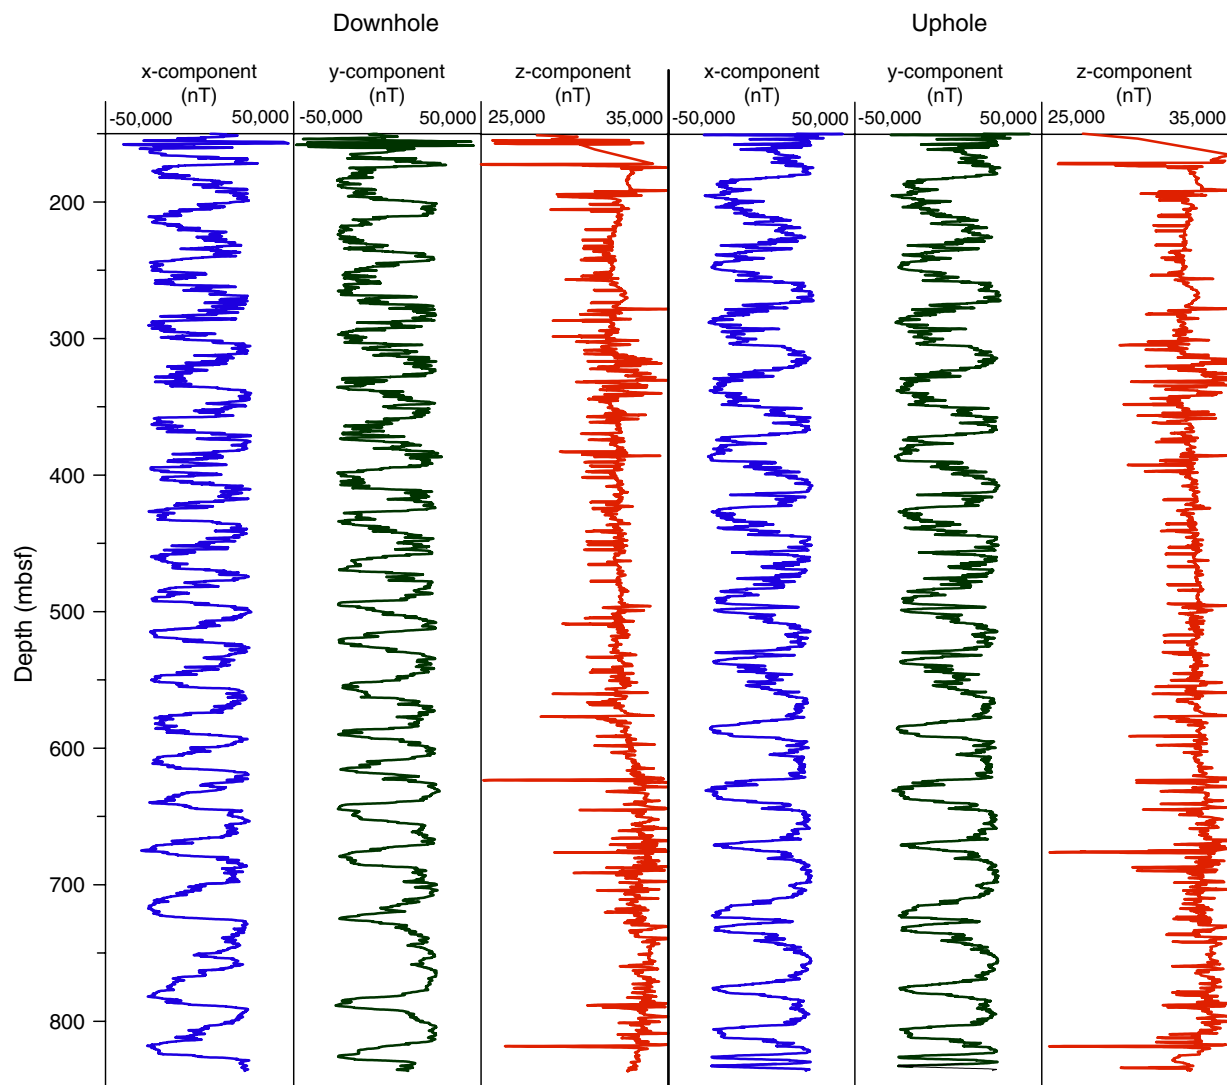 Downhole
Uphole
x-component
(nT)
y-component
(nT)
z-component
(nT)
x-component
(nT)
y-component
(nT)
z-component
(nT)
-50,000 50,000
-50,000 50,000
25,000 35,000
-50,000 50,000
-50,000 50,000
25,000 35,000
Depth (mbsf)
200
300
400
500
600
700
800